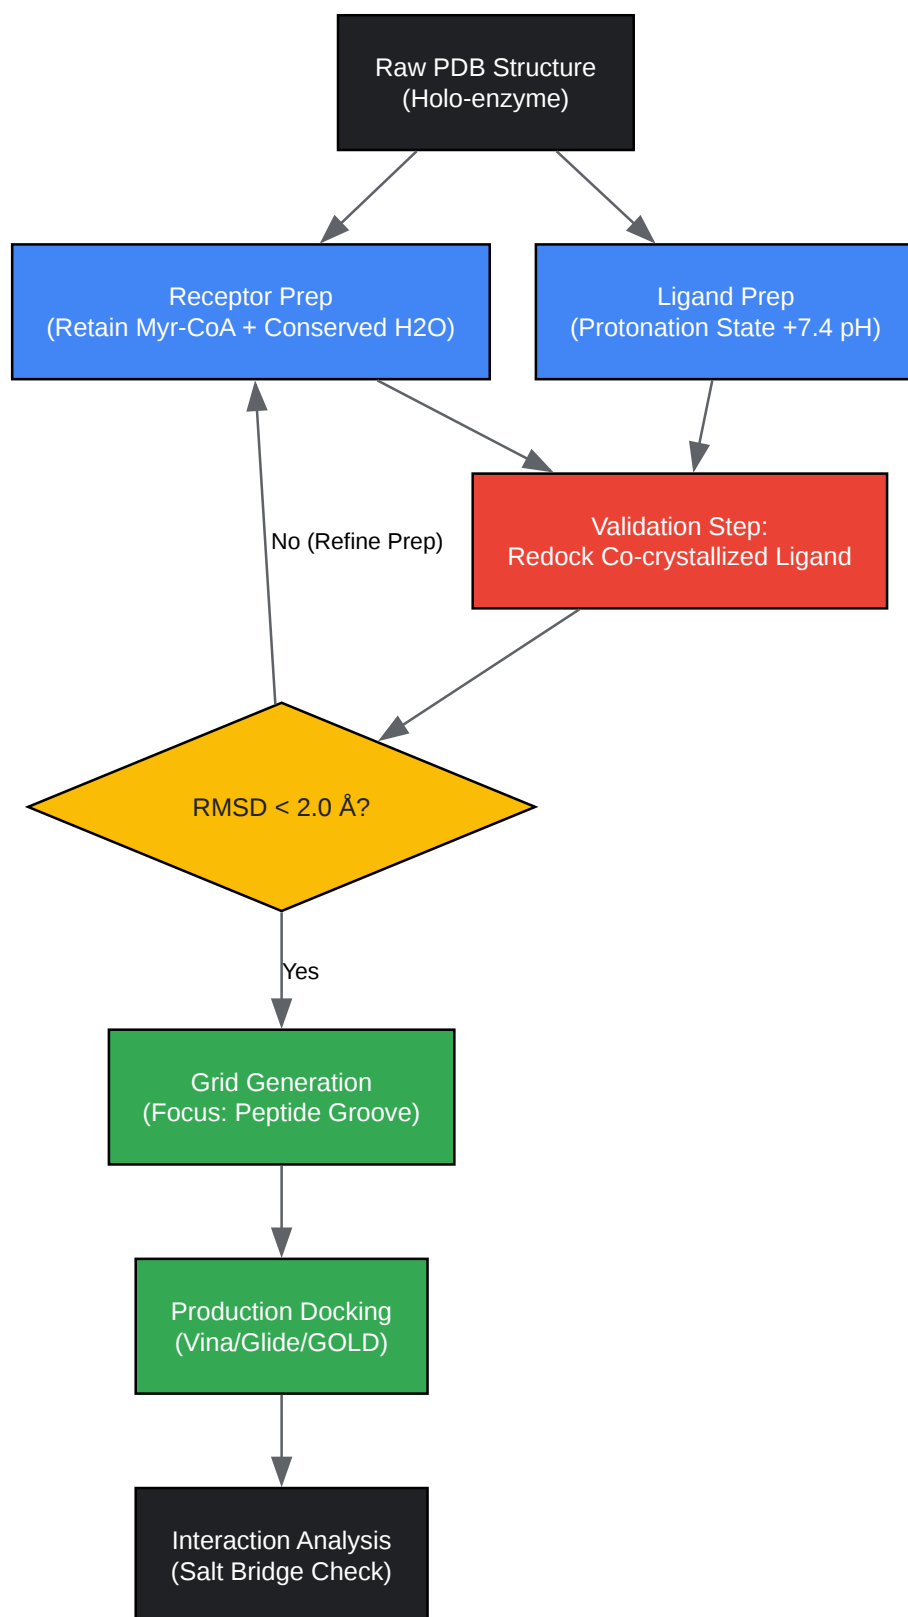 Raw PDB Structure
(Holo-enzyme)
Receptor Prep
(Retain Myr-CoA + Conserved H2O)
Ligand Prep
(Protonation State +7.4 pH)
Validation Step:
Redock Co-crystallized Ligand
No (Refine Prep)
RMSD < 2.0 Å?
Yes
Grid Generation
(Focus: Peptide Groove)
Production Docking
(Vina/Glide/GOLD)
Interaction Analysis
(Salt Bridge Check)